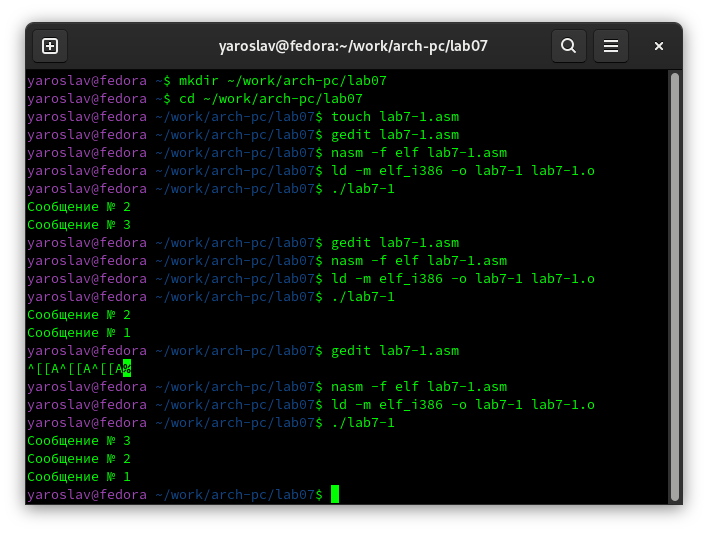 yaroslav@fedora:~/work/arch-pc/lab07
yaroslav@fedora ~$ mkdir ~/work/arch-pc/lab07
yaroslav@fedora ~$ cd ~/work/arch-pc/lab07
yaroslav@fedora ~/work/arch-pc/lab07$ touch lab7-1.asm
yaroslav@fedora ~/work/arch-pc/lab07$ gedit lab7-1.asm
yaroslav@fedora ~/work/arch-pc/lab07$ nasm -f elf lab7-1.asm
yaroslav@fedora ~/work/arch-pc/lab07$ ld -m elf_i386 -o lab7-1 lab7-1.o
yaroslav@fedora ~/work/arch-pc/lab07$ ./lab7-1
Сообщение № 2
Сообщение № 3
yaroslav@fedora ~/work/arch-pc/lab07$ gedit lab7-1.asm
yaroslav@fedora ~/work/arch-pc/lab07$ nasm -f elf lab7-1.asm
yaroslav@fedora ~/work/arch-pc/lab07$ ld -m elf_i386 -o lab7-1 lab7-1.o
yaroslav@fedora ~/work/arch-pc/lab07$ ./lab7-1
Сообщение № 2
Сообщение № 1
yaroslav@fedora ~/work/arch-pc/lab07$ gedit lab7-1.asm
^[[A^[[A^[[A%
yaroslav@fedora ~/work/arch-pc/lab07$ nasm -f elf lab7-1.asm
yaroslav@fedora ~/work/arch-pc/lab07$ ld -m elf_i386 -o lab7-1 lab7-1.o
yaroslav@fedora ~/work/arch-pc/lab07$ ./lab7-1
Сообщение № 3
Сообщение № 2
Сообщение № 1
yaroslav@fedora ~/work/arch-pc/lab07$